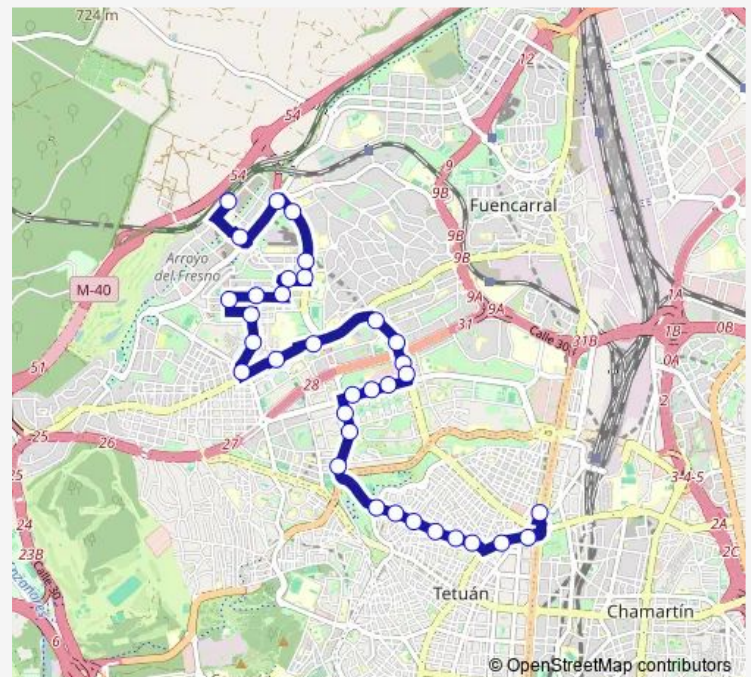 724 m
54
12
54
9
9B
Fuencarral
9B
Arroyo
del Fresno
9B
M-40
9A
9A
1A
31
Calle 30
31B
1B
0B
0A
51
28
2
25
26
27
25
3-4-5
24
2A
23B
2C
Calle 30
Tetuán
Chamartín
6
© OpenStreetMap contributors